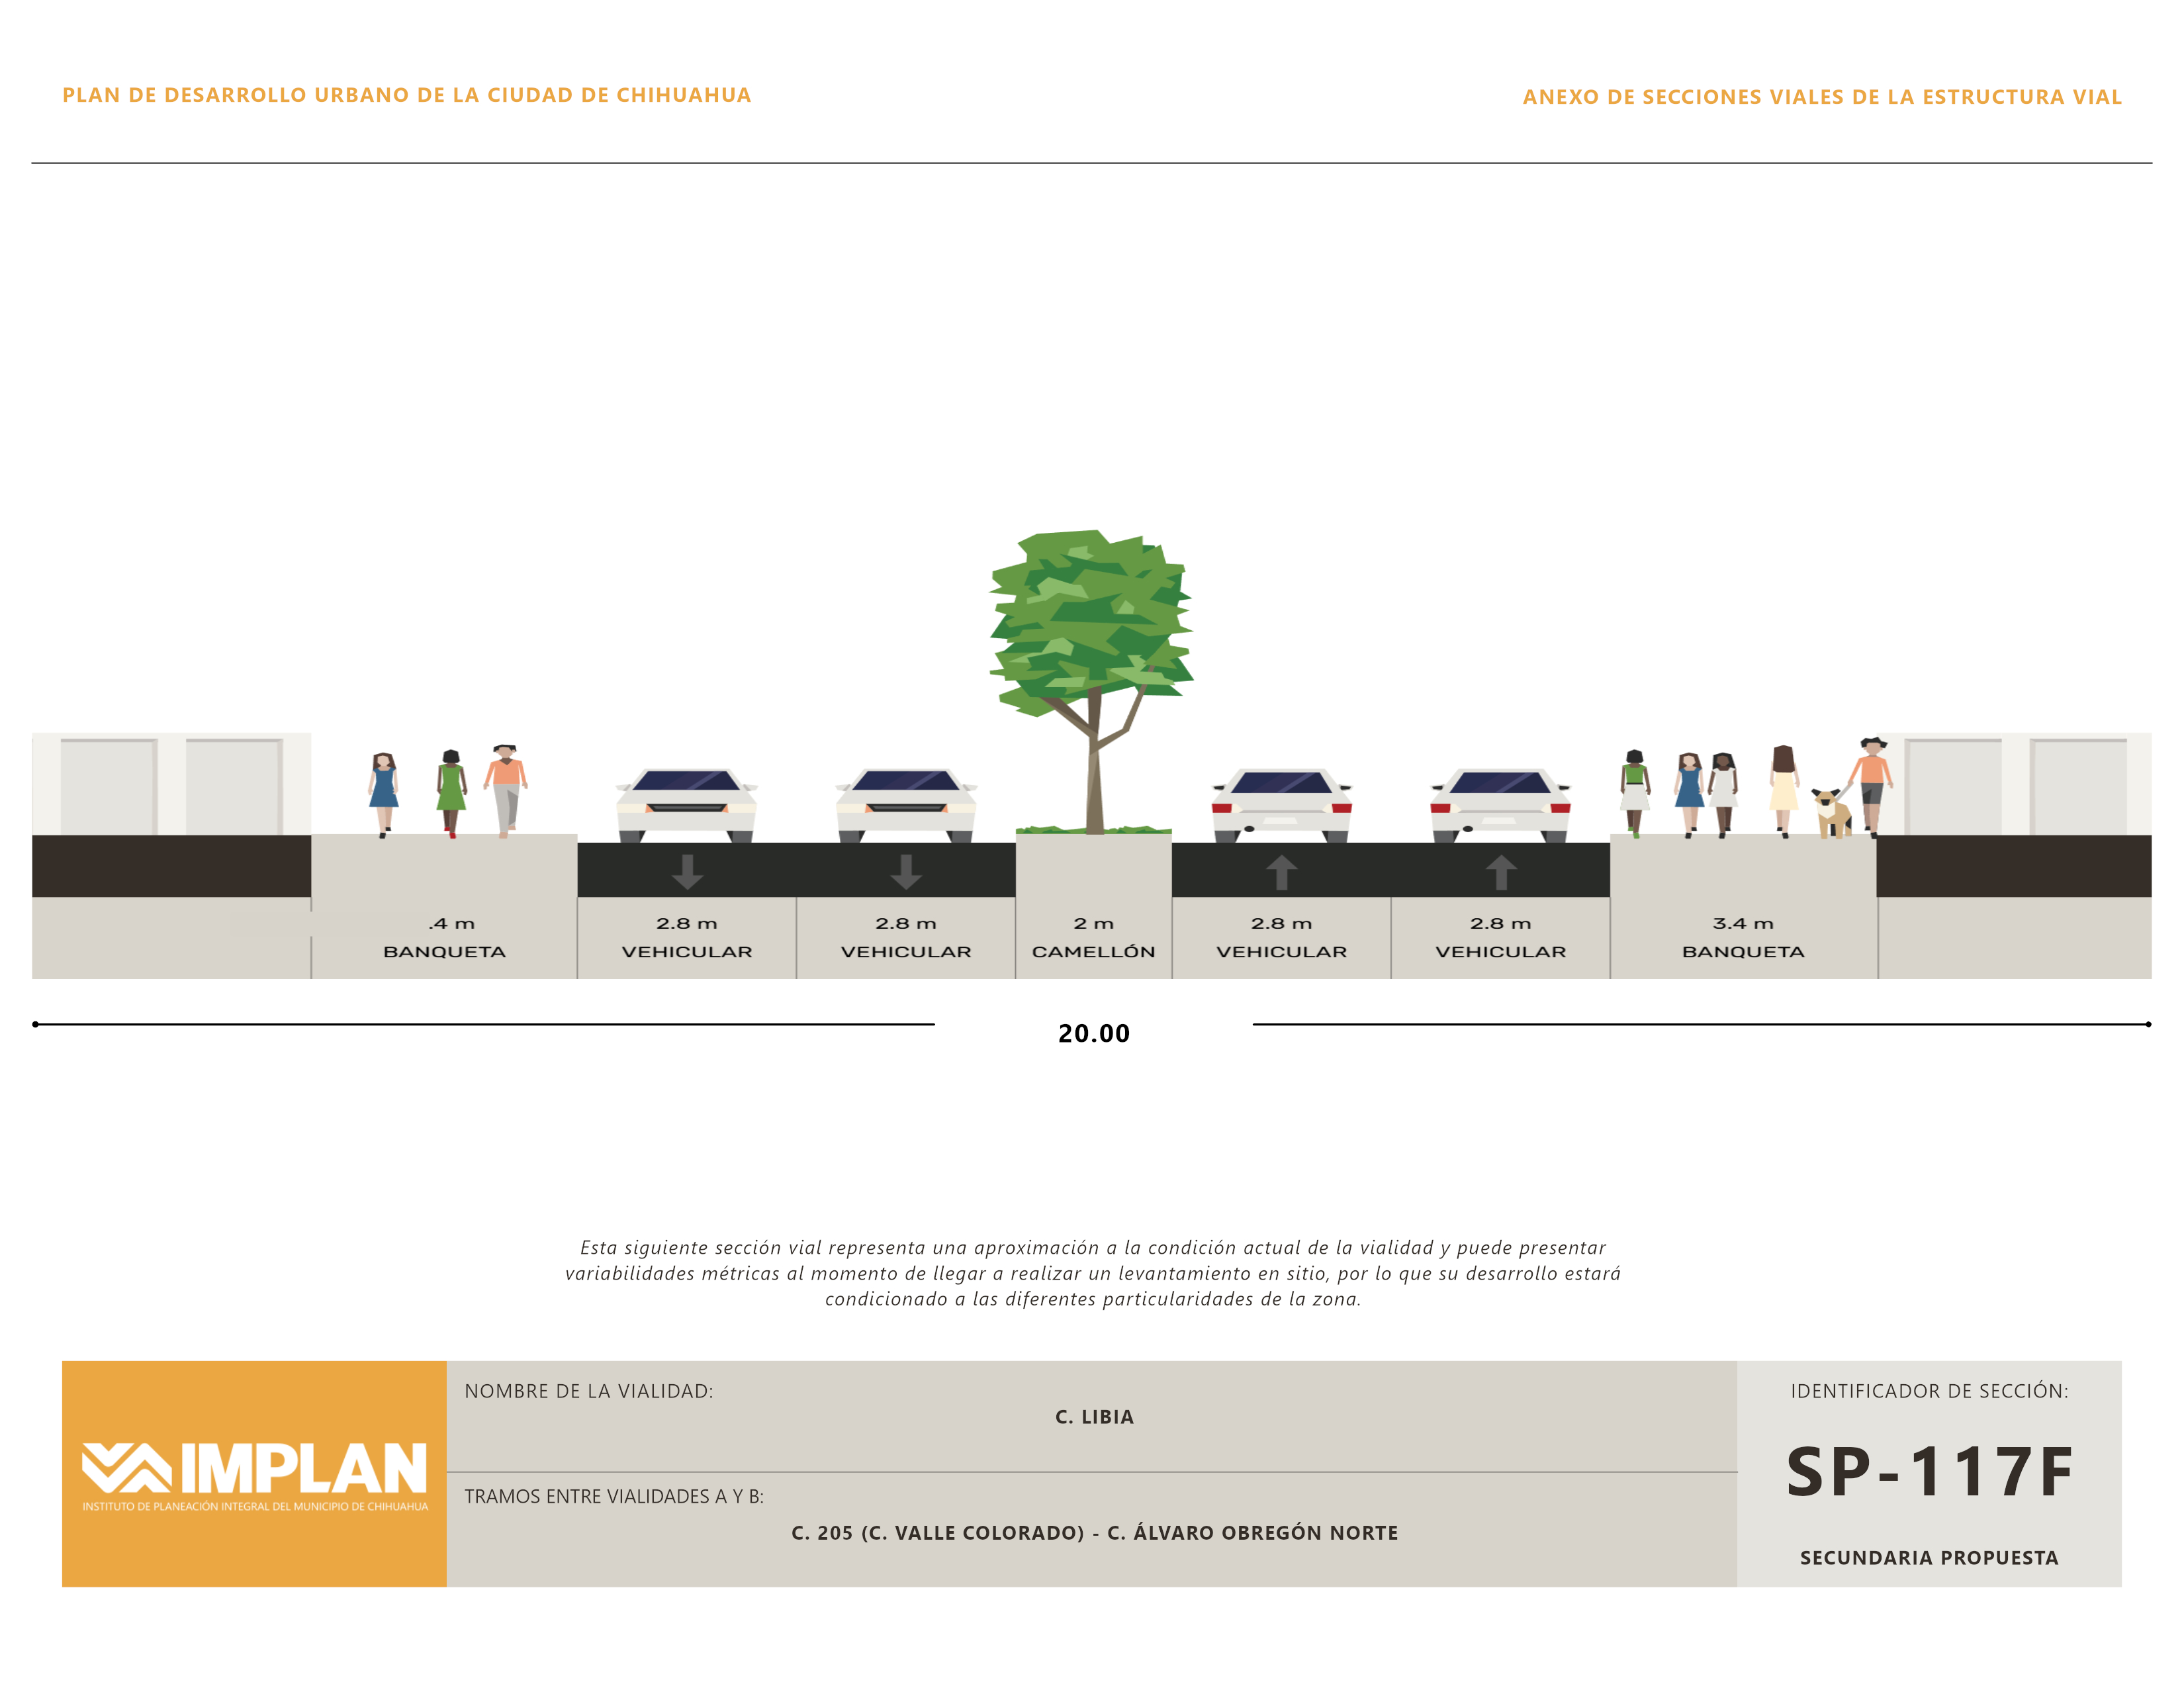 PLAN DE DESARROLLO URBANO DE LA CIUDAD DE CHIHUAHUA
ANEXO DE SECCIONES VIALES DE LA ESTRUCTURA VIAL
.4 m
BANQUETA
2.8 m
VEHICULAR
2.8 m
VEHICULAR
2 m
CAMELLÓN
2.8 m
VEHICULAR
2.8 m
VEHICULAR
3.4 m
BANQUETA
20.00
Esta siguiente sección vial representa una aproximación a la condición actual de la vialidad y puede presentar
variabilidades métricas al momento de llegar a realizar un levantamiento en sitio, por lo que su desarrollo estará
condicionado a las diferentes particularidades de la zona.
IMPLAN
INSTITUTO DE PLANEACIÓN INTEGRAL DEL MUNICIPIO DE CHIHUAHUA
NOMBRE DE LA VIALIDAD:
C. LIBIA
TRAMOS ENTRE VIALIDADES A Y B:
C. 205 (C. VALLE COLORADO) - C. ÁLVARO OBREGÓN NORTE
IDENTIFICADOR DE SECCIÓN:
SP-117F
SECUNDARIA PROPUESTA